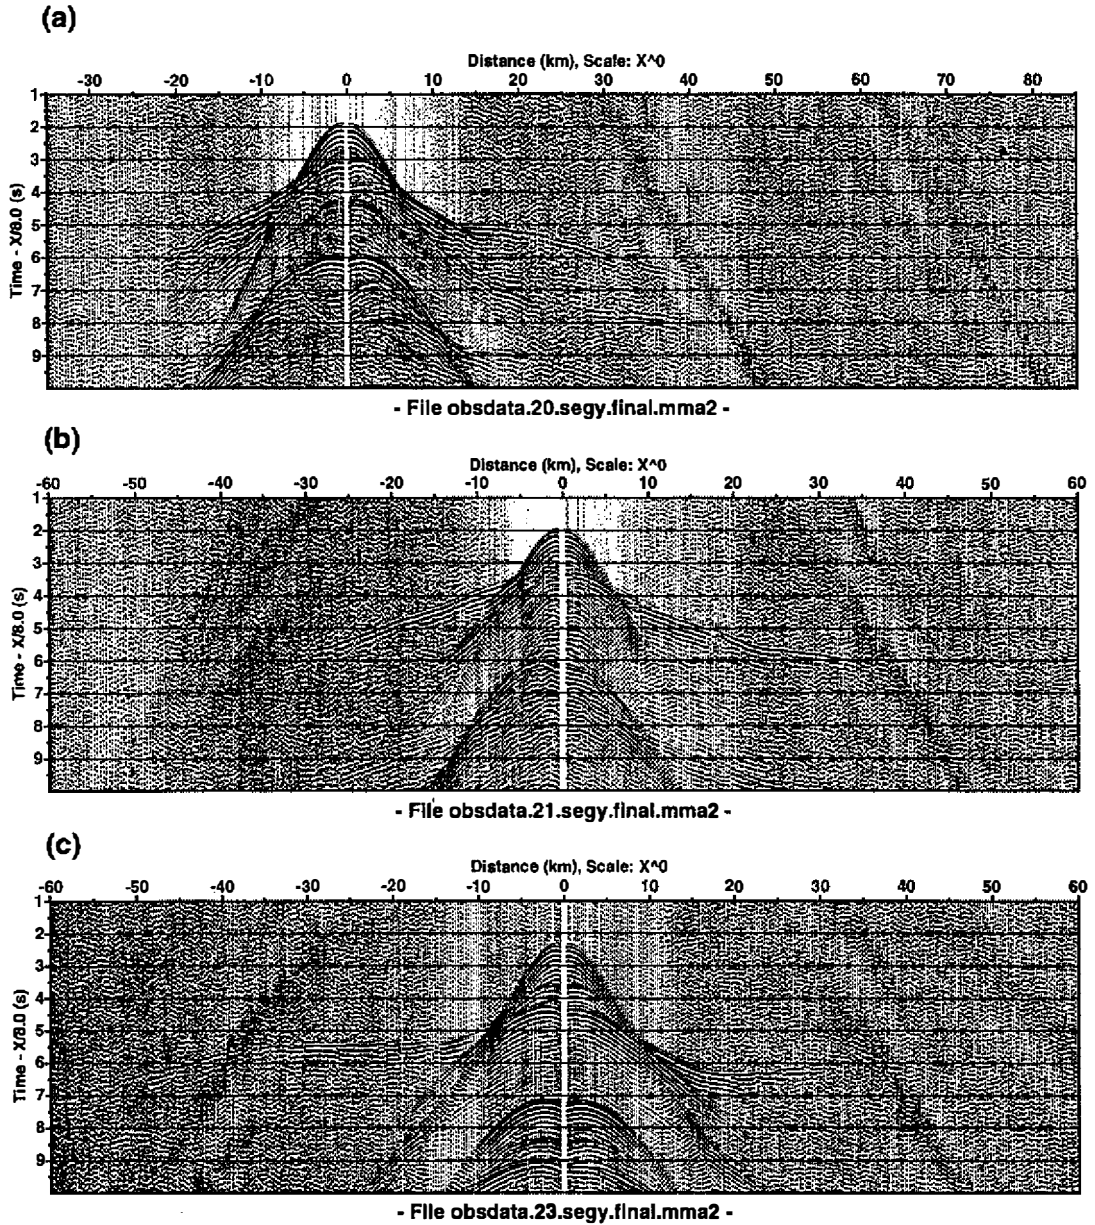 (a)
Distance (km), Scale: X^0
-30 -20 -10 0 10 20 30 40 50 60 70 80
1
2
3
4
5
6
7
8
9
Time - X/8.0 (s)
- File obsdata.20.segy.final.mma2 -
(b)
Distance (km), Scale: X^0
-60 -50 -40 -30 -20 -10 0 10 20 30 40 50 60
1
2
3
4
5
6
7
8
9
Time - X/8.0 (s)
- File obsdata.21.segy.final.mma2 -
(c)
Distance (km), Scale: X^0
-60 -50 -40 -30 -20 -10 0 10 20 30 40 50 60
1
2
3
4
5
6
7
8
9
Time - X/8.0 (s)
- File obsdata.23.segy.final.mma2 -